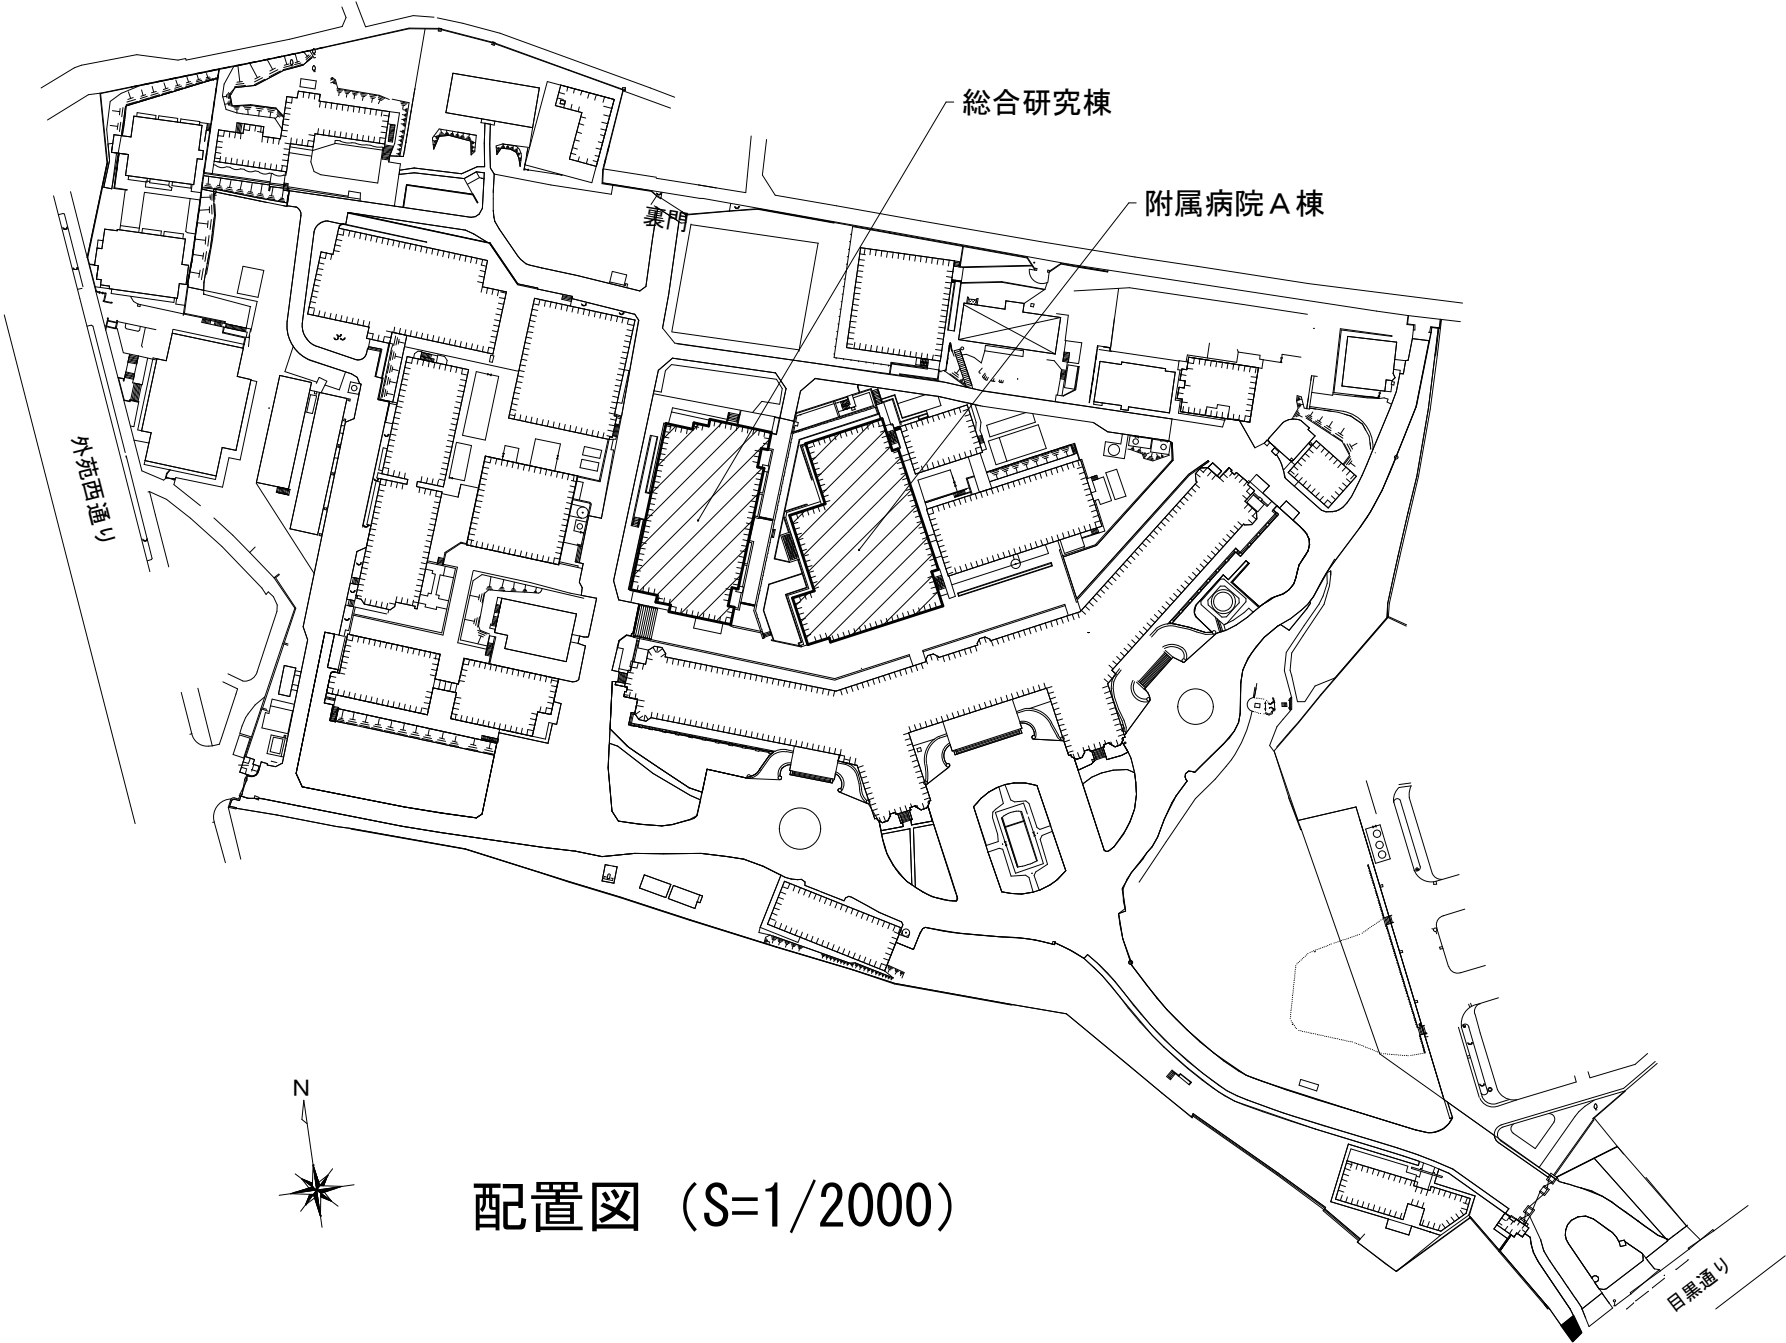 総合研究棟
附属病院A棟
裏門
外苑西通り
N
配置図 (S=1/2000)
目黒通り